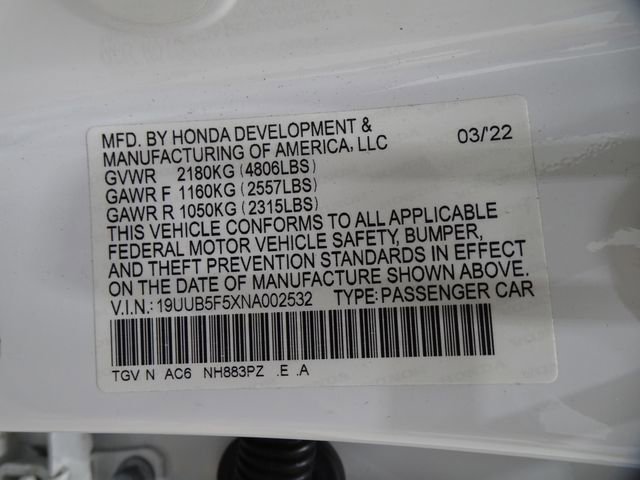 MFD. BY HONDA DEVELOPMENT &
MANUFACTURING OF AMERICA, LLC 03/'22
GVWR 2180KG (4806LBS)
GAWR F 1160KG (2557LBS)
GAWR R 1050KG (2315LBS)
THIS VEHICLE CONFORMS TO ALL APPLICABLE
FEDERAL MOTOR VEHICLE SAFETY, BUMPER,
AND THEFT PREVENTION STANDARDS IN EFFECT
ON THE DATE OF MANUFACTURE SHOWN ABOVE.
V.I.N.: 19UUB5F5XNA002532 TYPE: PASSENGER CAR
TGV N AC6 NH883PZ .E .A